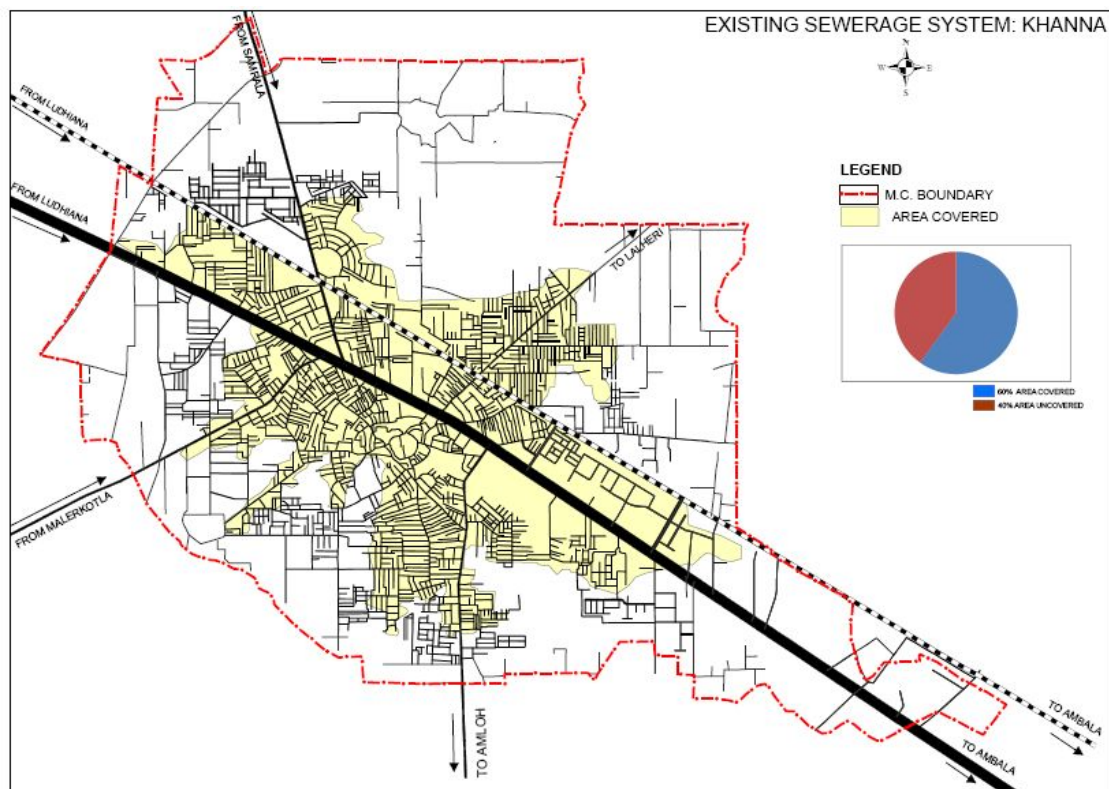 EXISTING SEWERAGE SYSTEM: KHANNA
N
W
E
S
FROM SAMRALA
FROM LUDHIANA
FROM LUDHIANA
LEGEND
M.C. BOUNDARY
AREA COVERED
TO LALHERI
60% AREA COVERED
40% AREA UNCOVERED
FROM MALERKOTLA
TO AMLOH
TO AMBALA
TO AMBALA